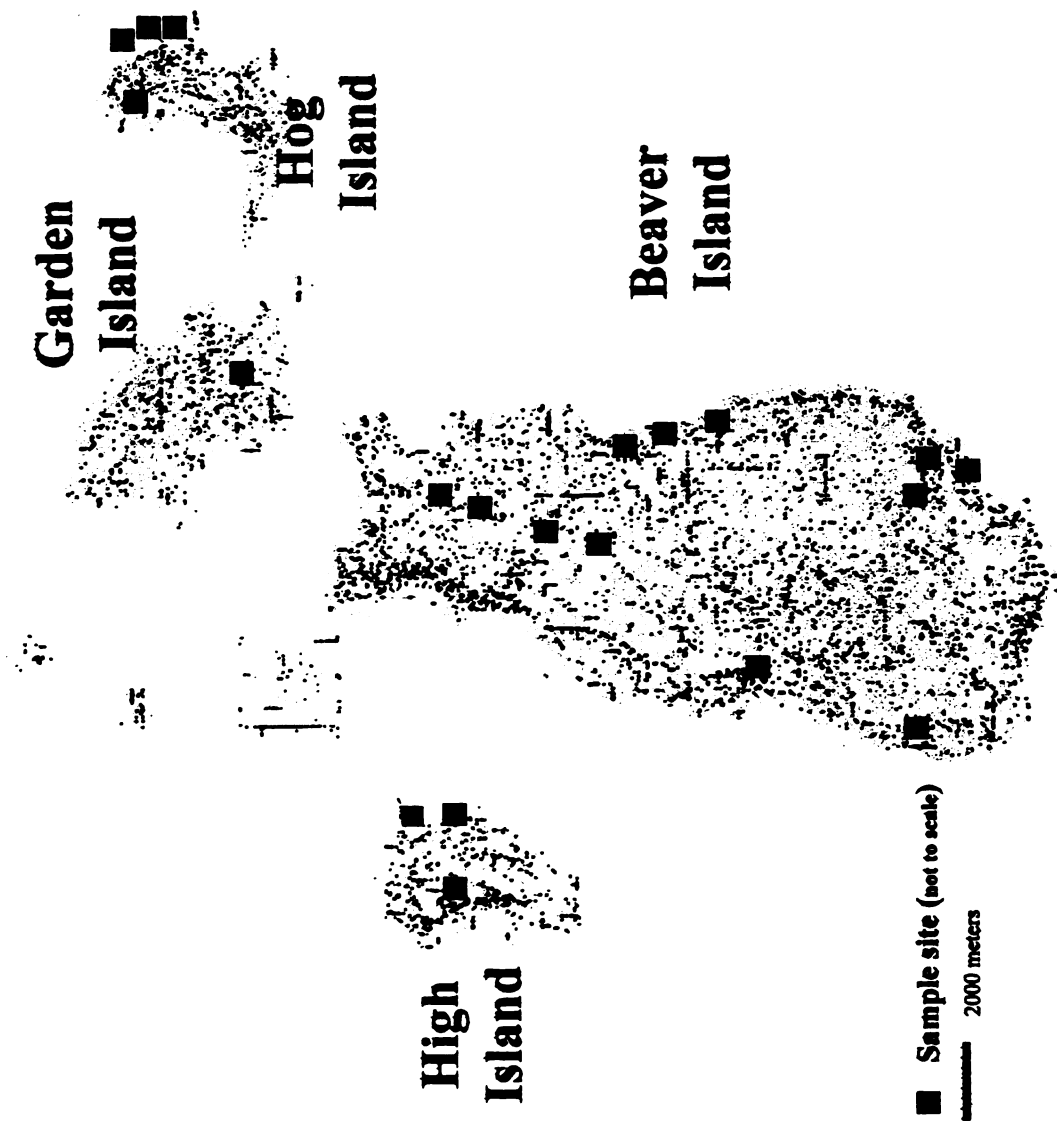 Garden
Island
Hog
Island
Beaver
Island
High
Island
Sample site (not to scale)
2000 meters